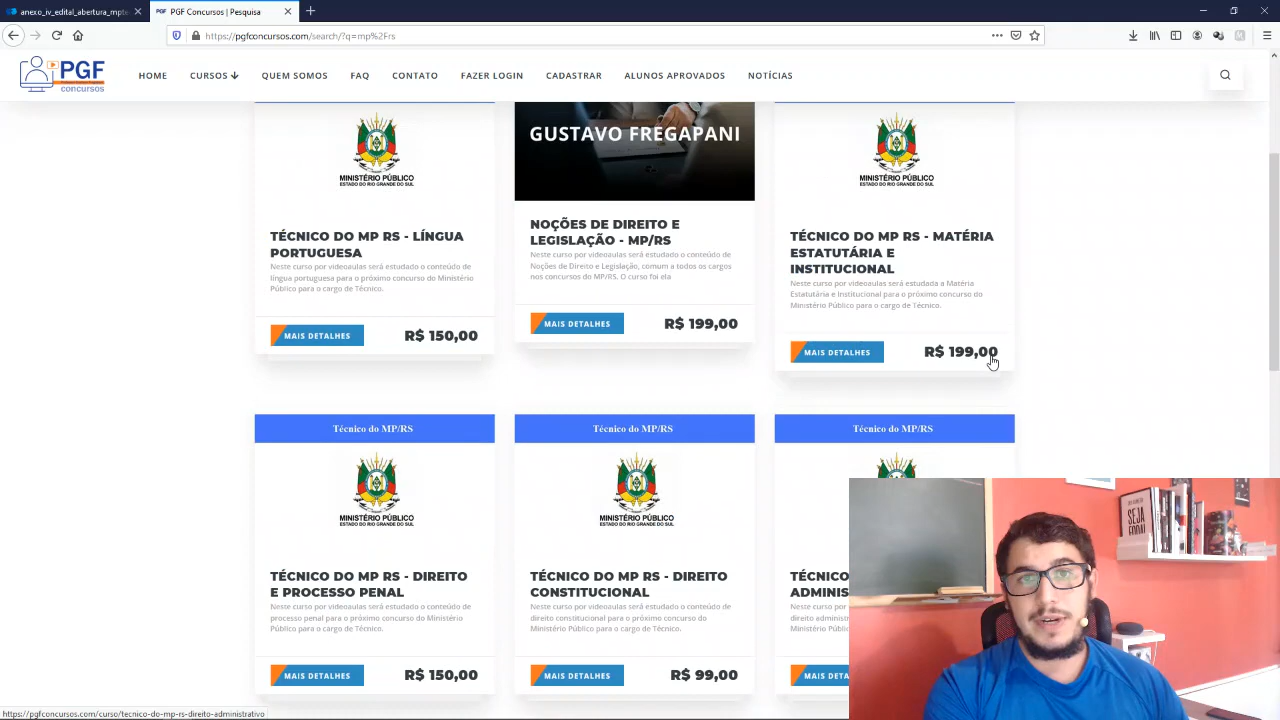 anexo_iv_edital_abertura_mpte
PGF Concursos | Pesquisa
https://pgfconcursos.com/search/?q=mp%2Frs
PGF
concursos
HOME
CURSOS
QUEM SOMOS
FAQ
CONTATO
FAZER LOGIN
CADASTRAR
ALUNOS APROVADOS
NOTÍCIAS
MINISTÉRIO PÚBLICO
ESTADO DO RIO GRANDE DO SUL
TÉCNICO DO MP RS - LÍNGUA
PORTUGUESA
Neste curso por videoaulas será estudado o conteúdo de
língua portuguesa para o próximo concurso do Ministério
Público para o cargo de Técnico.
MAIS DETALHES
R$ 150,00
GUSTAVO FREGAPANI
NOÇÕES DE DIREITO E
LEGISLAÇÃO - MP/RS
Neste curso por videoaulas será estudado o conteúdo de
Noções de Direito e Legislação, comum a todos os cargos
nos concursos do MP/RS. O curso foi ela
MAIS DETALHES
R$ 199,00
MINISTÉRIO PÚBLICO
ESTADO DO RIO GRANDE DO SUL
TÉCNICO DO MP RS - MATÉRIA
ESTATUTÁRIA E
INSTITUCIONAL
Neste curso por videoaulas será estudada a Matéria
Estatutária e Institucional para o próximo concurso do
Ministério Público para o cargo de Técnico.
MAIS DETALHES
R$ 199,00
Técnico do MP/RS
MINISTÉRIO PÚBLICO
ESTADO DO RIO GRANDE DO SUL
TÉCNICO DO MP RS - DIREITO
E PROCESSO PENAL
Neste curso por videoaulas será estudado o conteúdo de
processo penal para o próximo concurso do Ministério
Público para o cargo de Técnico.
MAIS DETALHES
R$ 150,00
Técnico do MP/RS
MINISTÉRIO PÚBLICO
ESTADO DO RIO GRANDE DO SUL
TÉCNICO DO MP RS - DIREITO
CONSTITUCIONAL
Neste curso por videoaulas será estudado o conteúdo de
direito constitucional para o próximo concurso do
Ministério Público para o cargo de Técnico.
MAIS DETALHES
R$ 99,00
Técnico do MP/RS
TÉCNICO
ADMINIS
Neste curso por
direito administra
Ministério Público
MAIS DETA
SEJA
FODA!
https://pgfconcursos.com/curso/tecnico-do-mp-rs-direito-administrativo